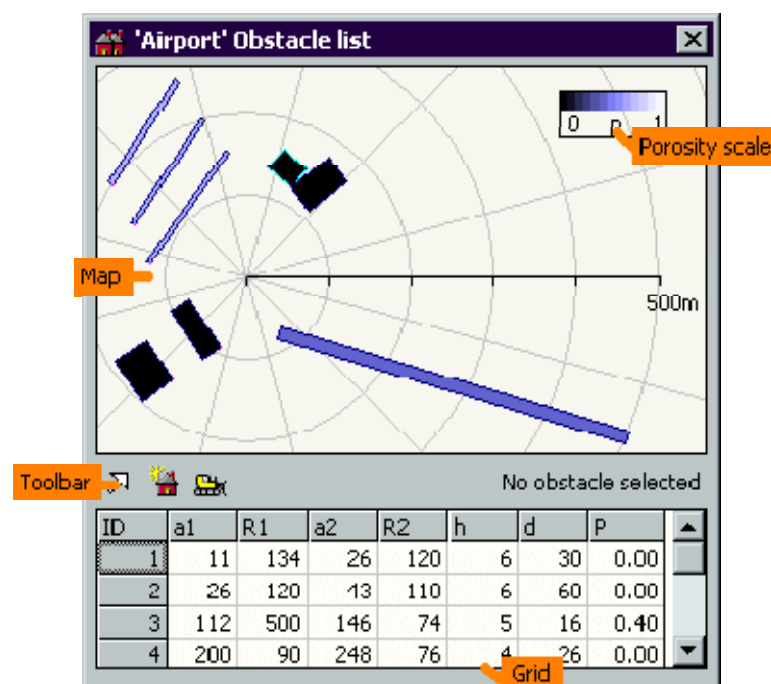 'Airport' Obstacle list
0 p 1
Porosity scale
Map
500m
Toolbar
No obstacle selected
ID a1 R1 a2 R2 h d P
1 11 134 26 120 6 30 0.00
2 26 120 43 110 6 60 0.00
3 112 500 146 74 5 16 0.40
4 200 90 248 76 4 26 0.00
Grid